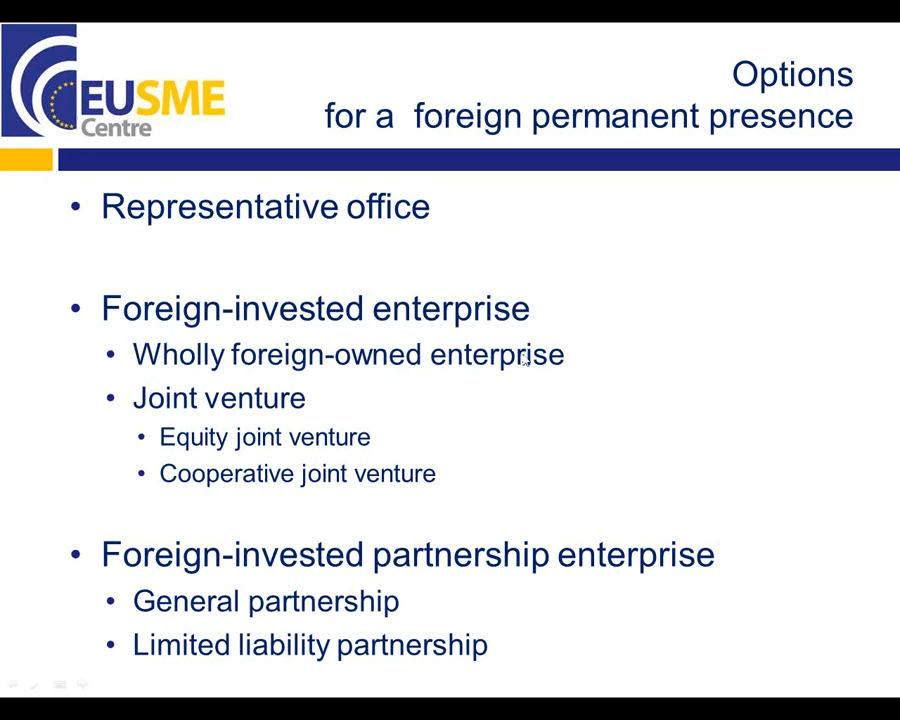 EUSME
Centre
Options
for a foreign permanent presence
• Representative office
• Foreign-invested enterprise
• Wholly foreign-owned enterprise
• Joint venture
• Equity joint venture
• Cooperative joint venture
• Foreign-invested partnership enterprise
• General partnership
• Limited liability partnership